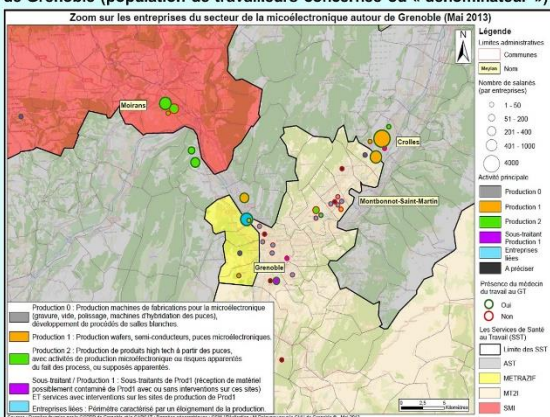 de Grenoble (population de travailleurs concernée ou « dénominateur »)
Zoom sur les entreprises du secteur de la micoélectronique autour de Grenoble (Mai 2013)
N
Légende
Limites administratives
Communes
Meylan
Nom
Nombre de salariés
(par entreprises)
1 - 50
51 - 200
201 - 400
401 - 1000
4000
Activité principale
Production 0
Production 1
Production 2
Sous-traitant
Production 1
Entreprises
liées
A préciser
Présence du médecin
du travail au GT
Oui
Non
Les Services de Santé
au Travail (SST)
Limite des SST
AST
METRAZIF
MT2I
SMI
Moirans
Crolles
Montbonnot-Saint-Martin
Grenoble
Production 0 : Production machines de fabrications pour la microélectronique
(gravure, vide, polissage, machines d'hybridation des puces),
développement de procédés de salles blanches.
Production 1 : Production wafers, semi-conducteurs, puces microélectroniques.
Production 2 : Production de produits high tech à partir des puces,
avec ateliers de production microélectronique ou risques apparentés
du fait des process, ou supposés apparentés.
Sous-traitant / Production 1 : Sous-traitants de Prod1 (réception de matériel
possiblement contaminé de Prod1 avec ou sans interventions sur ces sites)
ET services avec interventions sur les sites de production de Prod1
Entreprises liées : Périmètre caractérisé par un éloignement de la production.
0 2,5 5
Kilomètres